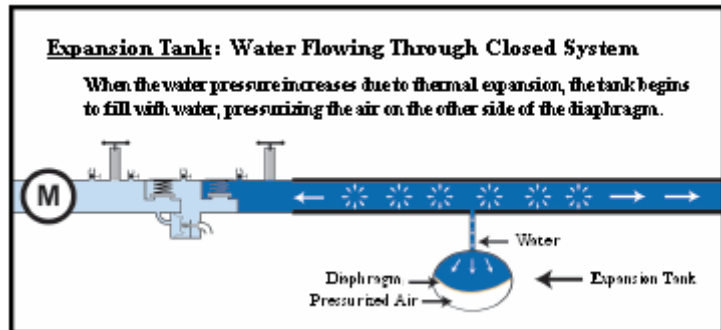 Expansion Tank: Water Flowing Through Closed System
When the water pressure increases due to thermal expansion, the tank begins
to fill with water, pressurizing the air on the other side of the diaphragm.
M
Water
Diaphragm
Expansion Tank
Pressurized Air